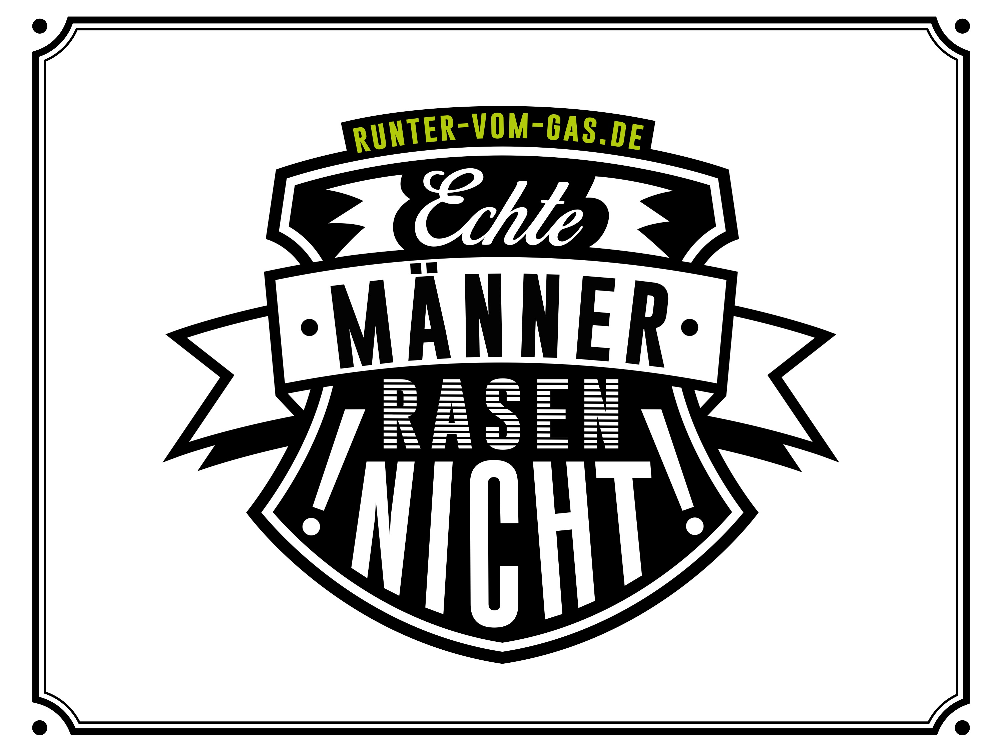 RUNTER-VOM-GAS.DE
Echte
MÄNNER
RASEN
! NICHT !